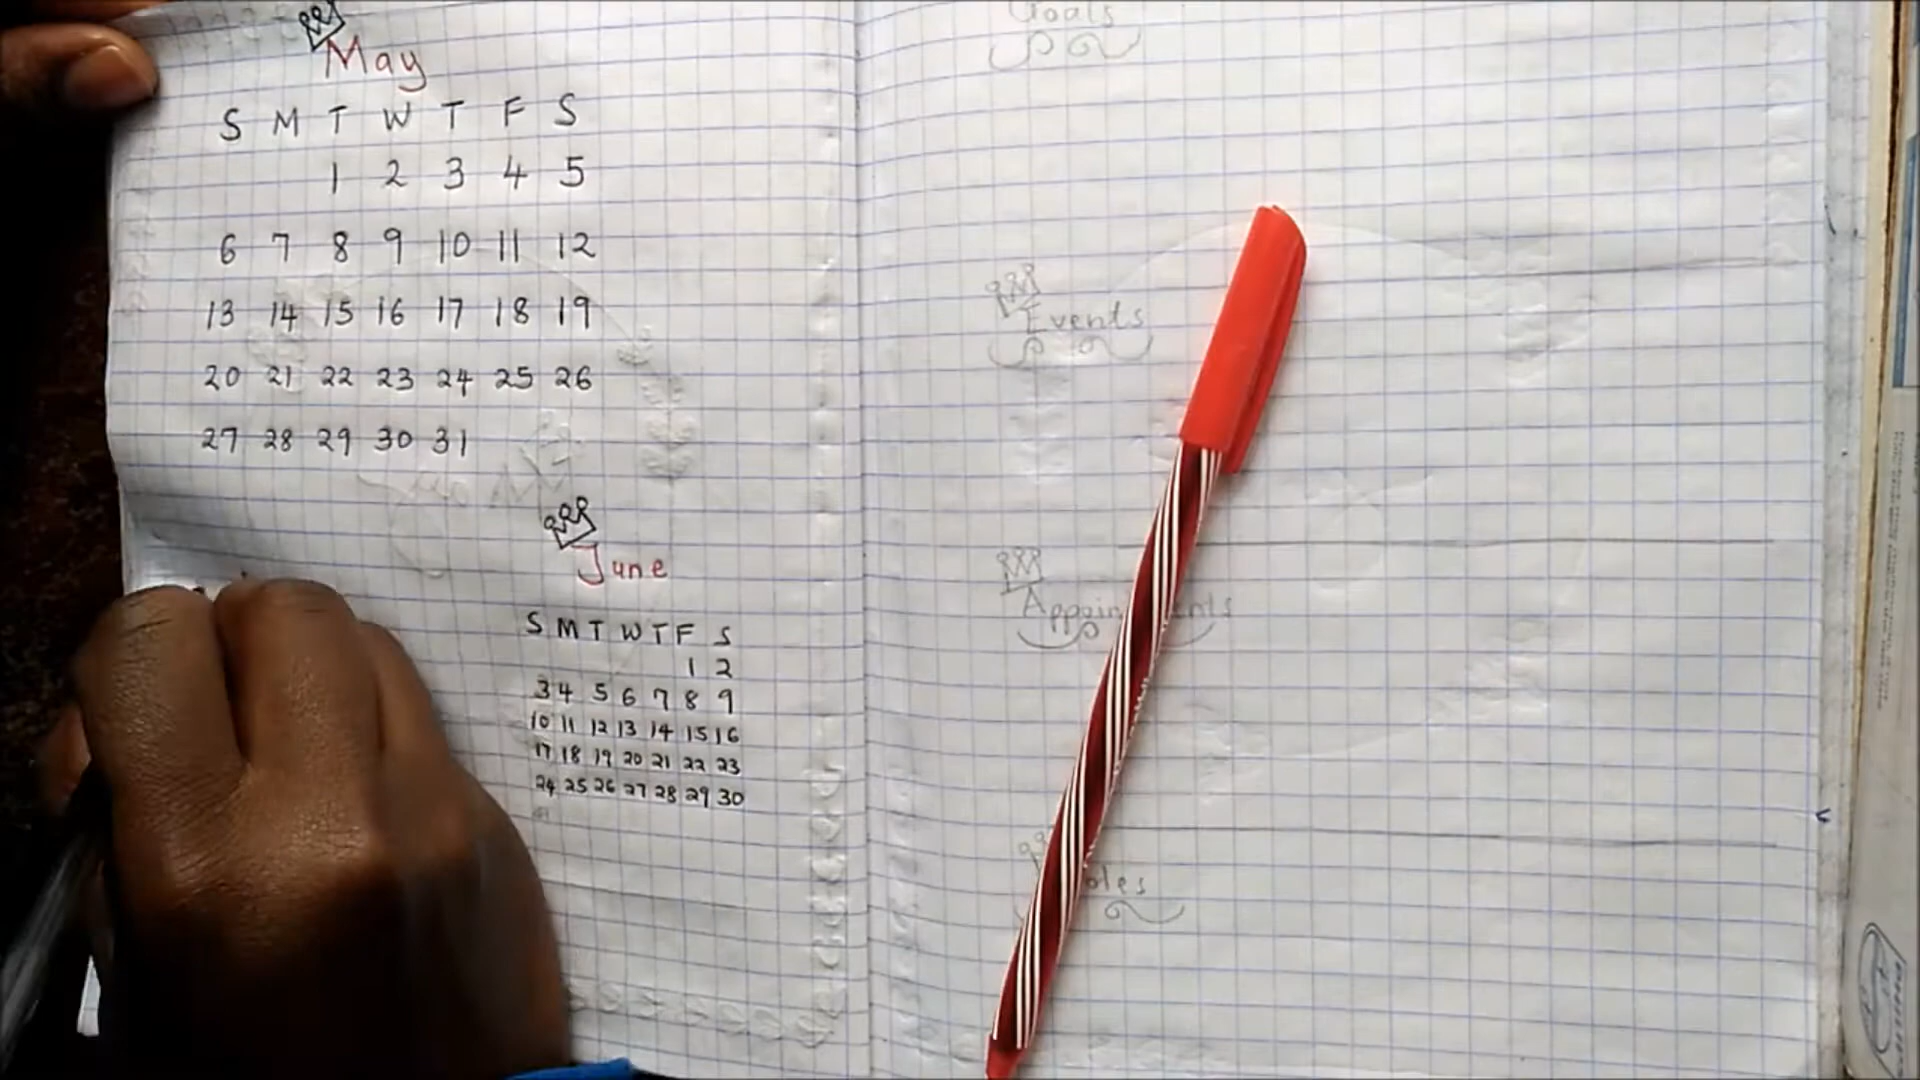 May
S M T W T F S
1 2 3 4 5
6 7 8 9 10 11 12
13 14 15 16 17 18 19
20 21 22 23 24 25 26
27 28 29 30 31
June
S M T W T F S
1 2
3 4 5 6 7 8 9
10 11 12 13 14 15 16
17 18 19 20 21 22 23
24 25 26 27 28 29 30
Goals
Events